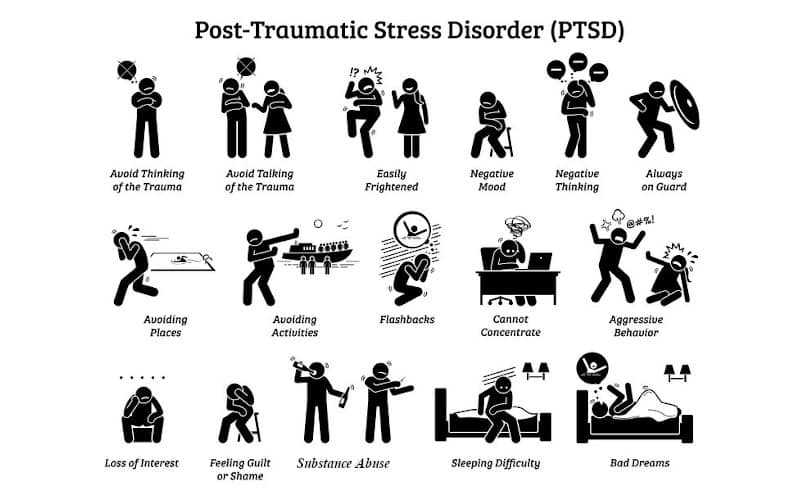 Post-Traumatic Stress Disorder (PTSD)
!?
Avoid Thinking
of the Trauma
Avoid Talking
of the Trauma
Easily
Frightened
Negative
Mood
Negative
Thinking
Always
on Guard
@#%!
Avoiding
Places
Avoiding
Activities
Flashbacks
Cannot
Concentrate
Aggressive
Behavior
Loss of Interest
Feeling Guilt
or Shame
Substance Abuse
Sleeping Difficulty
Bad Dreams